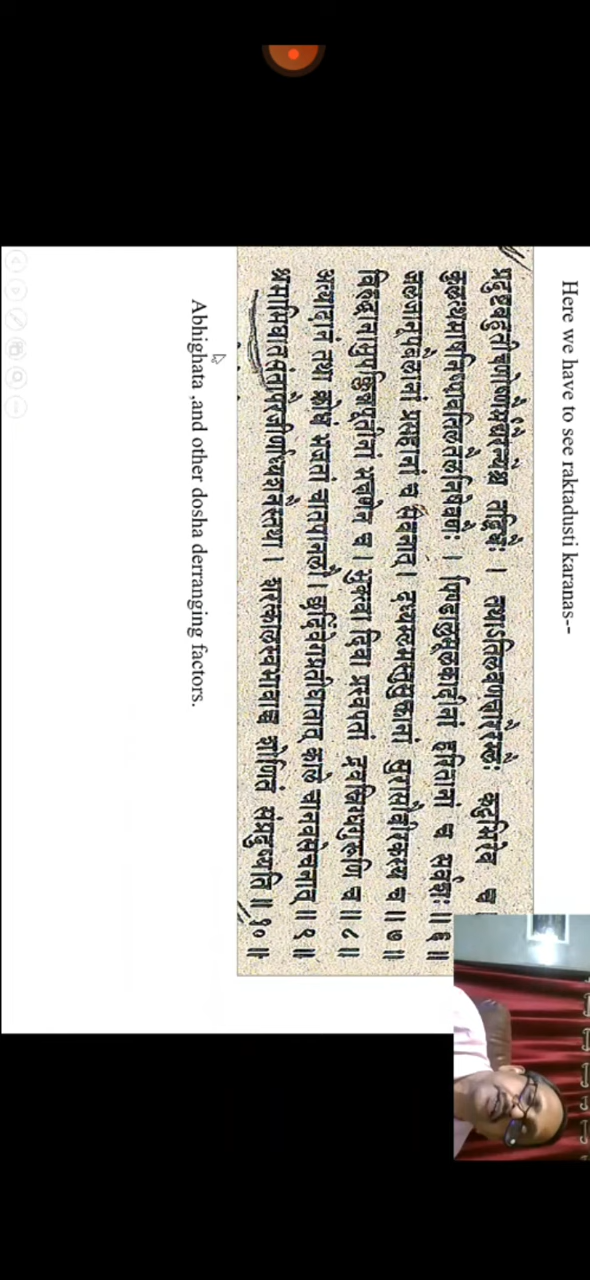 Here we have to see raktadusti karanas--
प्रदुष्टबहुतीक्ष्णोष्णैर्मद्यैरन्यैश्च तद्विधैः । तथाऽतिलवणक्षारैरम्लैः कटुभिरेव च
कुलत्थमाषनिष्पावतिलतैलनिषेवणैः । पिण्डालुमूलकादीनां हरितानां च सर्वशः ॥ ६ ॥
जलजानूपबैलानां प्रसहानां च सेवनात् । दध्यम्लमस्तुसुक्तानां सुरासौवीरकस्य च ॥ ७ ॥
विरुद्धानामुपक्लिन्नपूतीनां भक्षणेन च । भुक्त्वा दिवा प्रस्वपतां द्रवस्निग्धगुरूणि च ॥ ८ ॥
अत्यादानं तथा क्रोधं भजतां चातपानलौ । छर्दिवेगप्रतीघातात् काले चानवसेचनात् ॥ ९ ॥
श्रमाभिघातसंतापैरजीर्णाध्यशनैस्तथा । शरत्कालस्वभावाच्च शोणितं संप्रदुष्यति ॥ १० ॥
Abhighata ,and other dosha derranging factors.